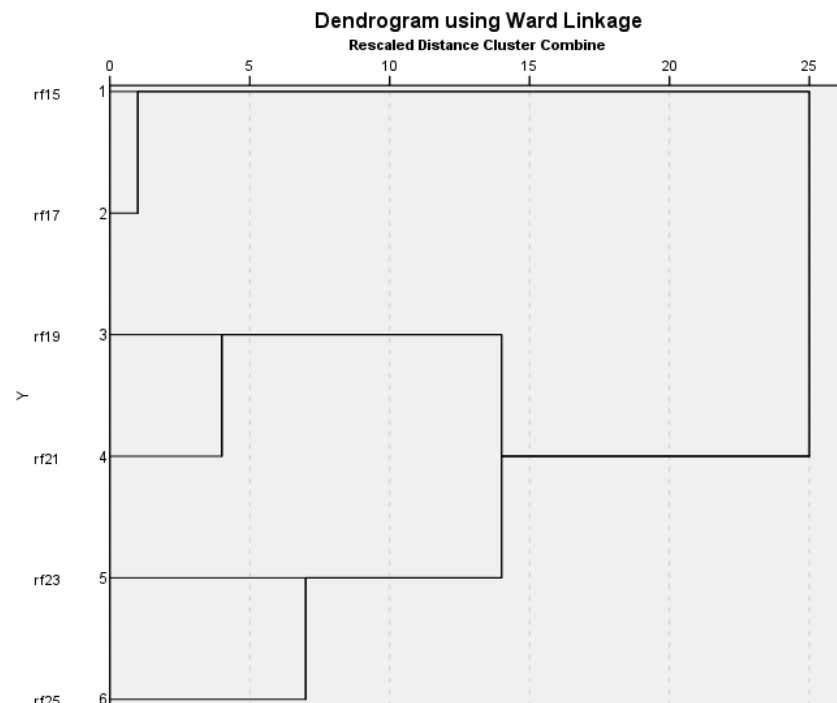 Dendrogram using Ward Linkage
Rescaled Distance Cluster Combine
0 5 10 15 20 25
rf15 1
rf17 2
rf19 3
Y
rf21 4
rf23 5
rf25 6